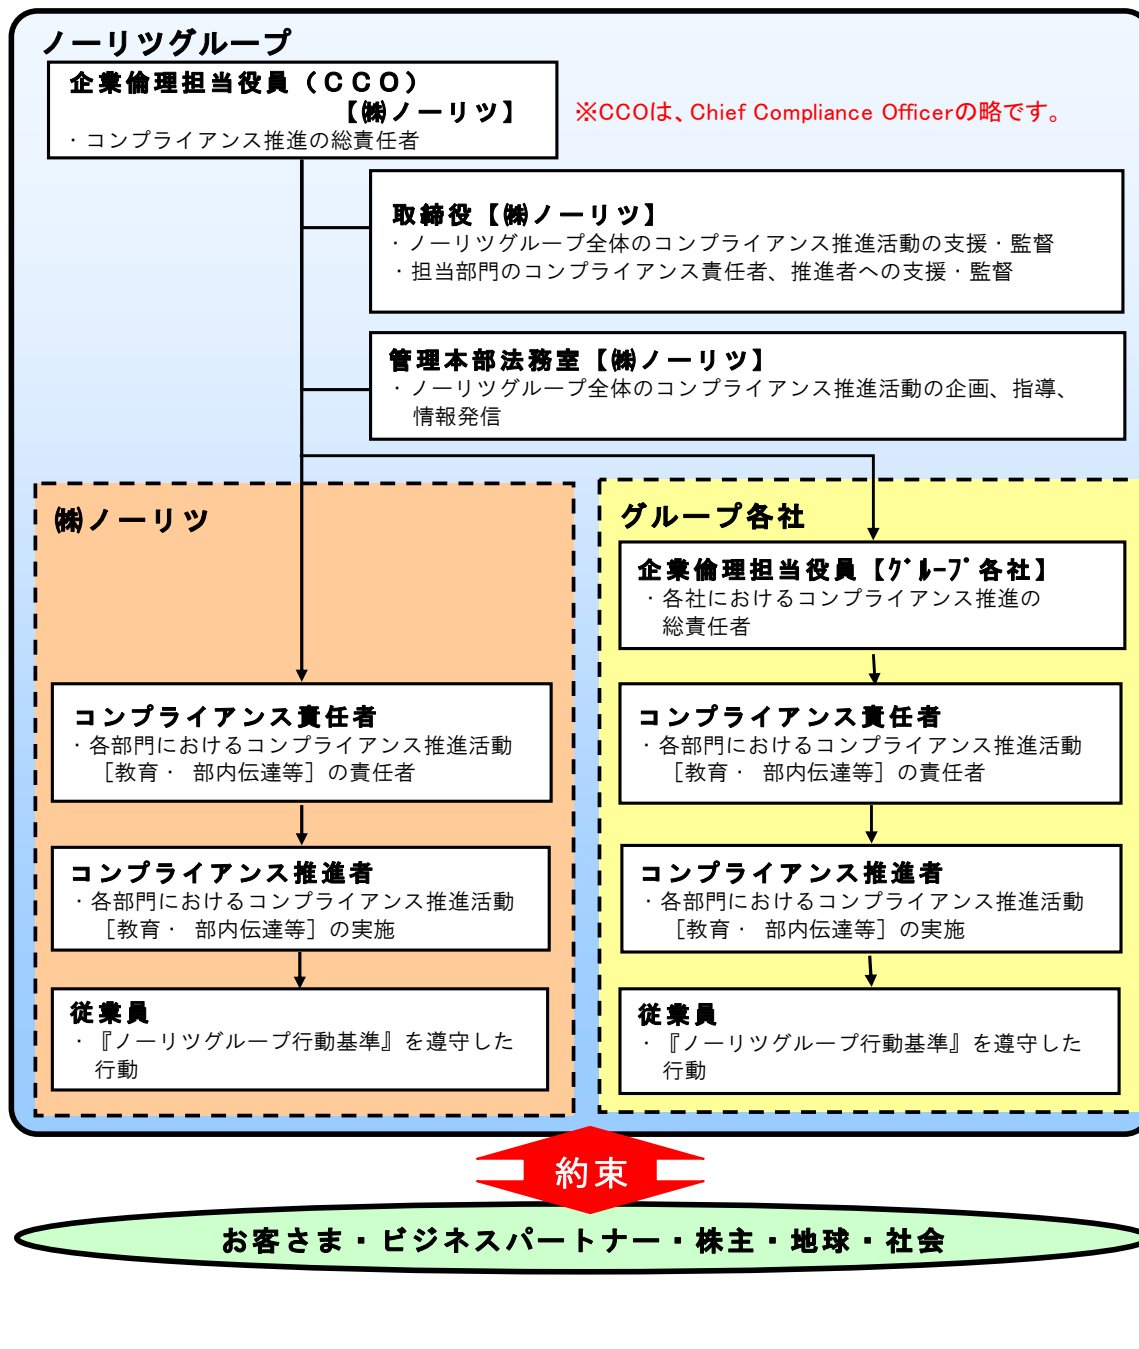 ノーリツグループ
企業倫理担当役員（ＣＣＯ）
【㈱ノーリツ】
・コンプライアンス推進の総責任者
※CCOは、Chief Compliance Officerの略です。
取締役【㈱ノーリツ】
・ノーリツグループ全体のコンプライアンス推進活動の支援・監督
・担当部門のコンプライアンス責任者、推進者への支援・監督
管理本部法務室【㈱ノーリツ】
・ノーリツグループ全体のコンプライアンス推進活動の企画、指導、
情報発信
㈱ノーリツ
コンプライアンス責任者
・各部門におけるコンプライアンス推進活動
［教育・ 部内伝達等］の責任者
コンプライアンス推進者
・各部門におけるコンプライアンス推進活動
［教育・ 部内伝達等］の実施
従業員
・『ノーリツグループ行動基準』を遵守した
行動
グループ各社
企業倫理担当役員【ｸﾞﾙｰﾌﾟ各社】
・各社におけるコンプライアンス推進の
総責任者
コンプライアンス責任者
・各部門におけるコンプライアンス推進活動
［教育・ 部内伝達等］の責任者
コンプライアンス推進者
・各部門におけるコンプライアンス推進活動
［教育・ 部内伝達等］の実施
従業員
・『ノーリツグループ行動基準』を遵守した
行動
約束
お客さま・ビジネスパートナー・株主・地球・社会